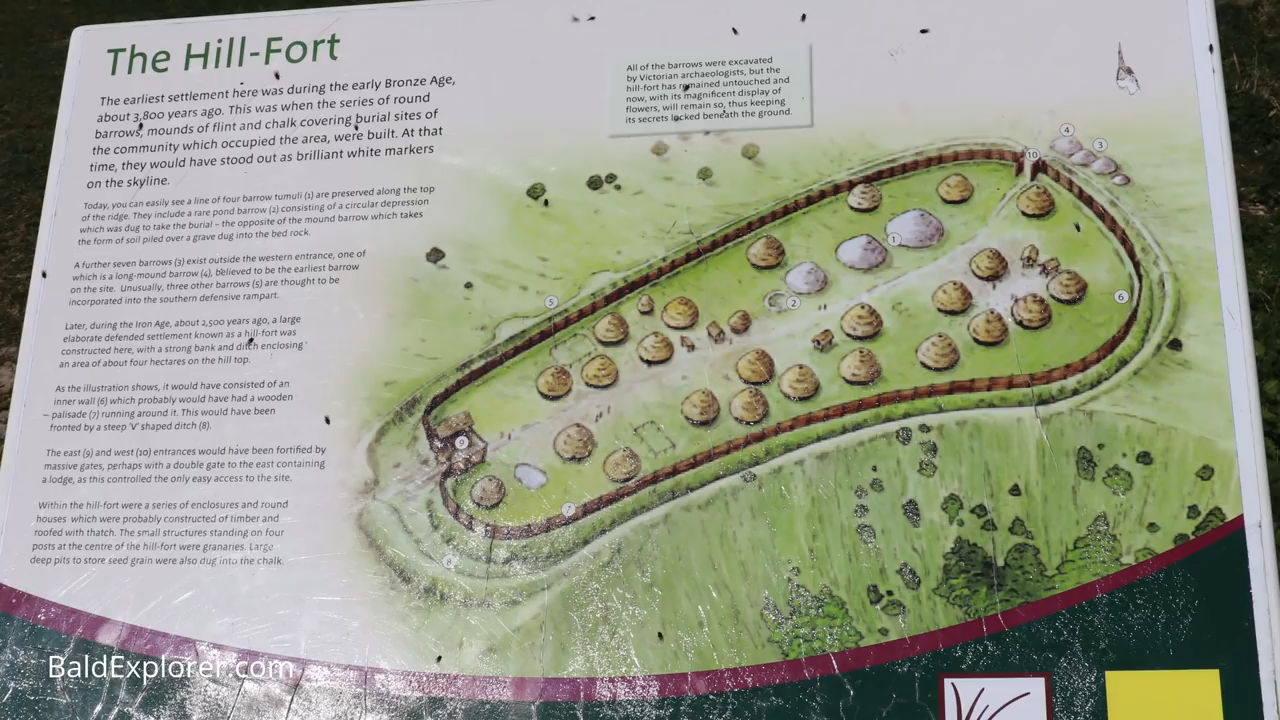 The Hill-Fort
The earliest settlement here was during the early Bronze Age,
about 3,800 years ago. This was when the series of round
barrows, mounds of flint and chalk covering burial sites of
the community which occupied the area, were built. At that
time, they would have stood out as brilliant white markers
on the skyline.
Today, you can easily see a line of four barrow tumuli (1) are preserved along the top
of the ridge. They include a rare pond barrow (2) consisting of a circular depression
which was dug to take the burial – the opposite of the mound barrow which takes
the form of soil piled over a grave dug into the bed rock.
A further seven barrows (3) exist outside the western entrance, one of
which is a long-mound barrow (4), believed to be the earliest barrow
on the site. Unusually, three other barrows (5) are thought to be
incorporated into the southern defensive rampart.
Later, during the Iron Age, about 2,500 years ago, a large
elaborate defended settlement known as a hill-fort was
constructed here, with a strong bank and ditch enclosing
an area of about four hectares on the hill top.
As the illustration shows, it would have consisted of an
inner wall (6) which probably would have had a wooden
– palisade (7) running around it. This would have been
fronted by a steep 'V' shaped ditch (8).
The east (9) and west (10) entrances would have been fortified by
massive gates, perhaps with a double gate to the east containing
a lodge, as this controlled the only easy access to the site.
Within the hill-fort were a series of enclosures and round
houses which were probably constructed of timber and
roofed with thatch. The small structures standing on four
posts at the centre of the hill-fort were granaries. Large
deep pits to store seed grain were also dug into the chalk.
All of the barrows were excavated
by Victorian archaeologists, but the
hill-fort has remained untouched and
now, with its magnificent display of
flowers, will remain so, thus keeping
its secrets locked beneath the ground.
4
3
10
1
2
5
6
9
7
8
BaldExplorer.com